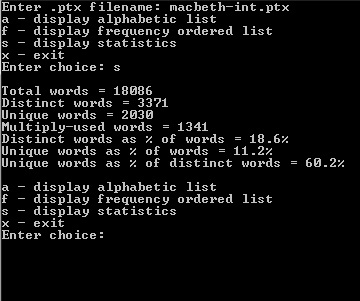 Enter .ptx filename: macbeth-int.ptx
a - display alphabetic list
f - display frequency ordered list
s - display statistics
x - exit
Enter choice: s
Total words = 18086
Distinct words = 3371
Unique words = 2030
Multiply-used words = 1341
Distinct words as % of words = 18.6%
Unique words as % of words = 11.2%
Unique words as % of distinct words = 60.2%
a - display alphabetic list
f - display frequency ordered list
s - display statistics
x - exit
Enter choice: